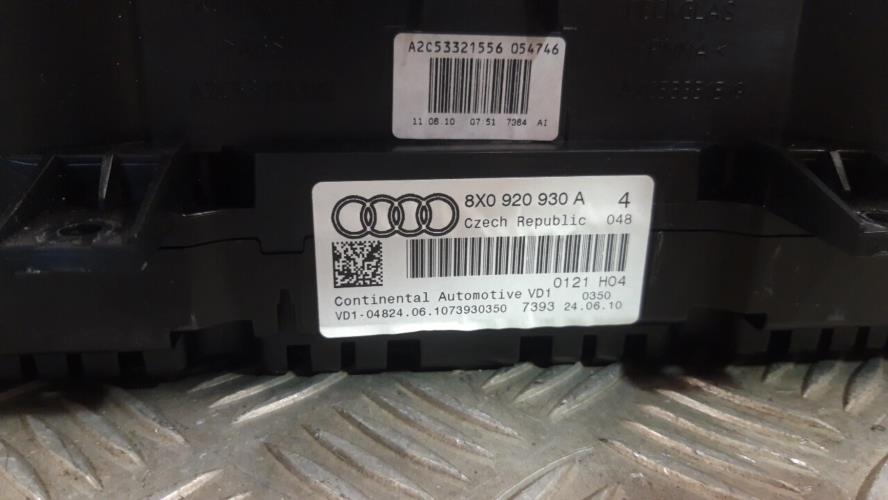 A2C53321556 054746
11.06.10 07:51 7384 AI
8X0 920 930 A 4
Czech Republic 048
0121 H04
Continental Automotive VD1 0350
VD1-04824.06.1073930350 7393 24.06.10